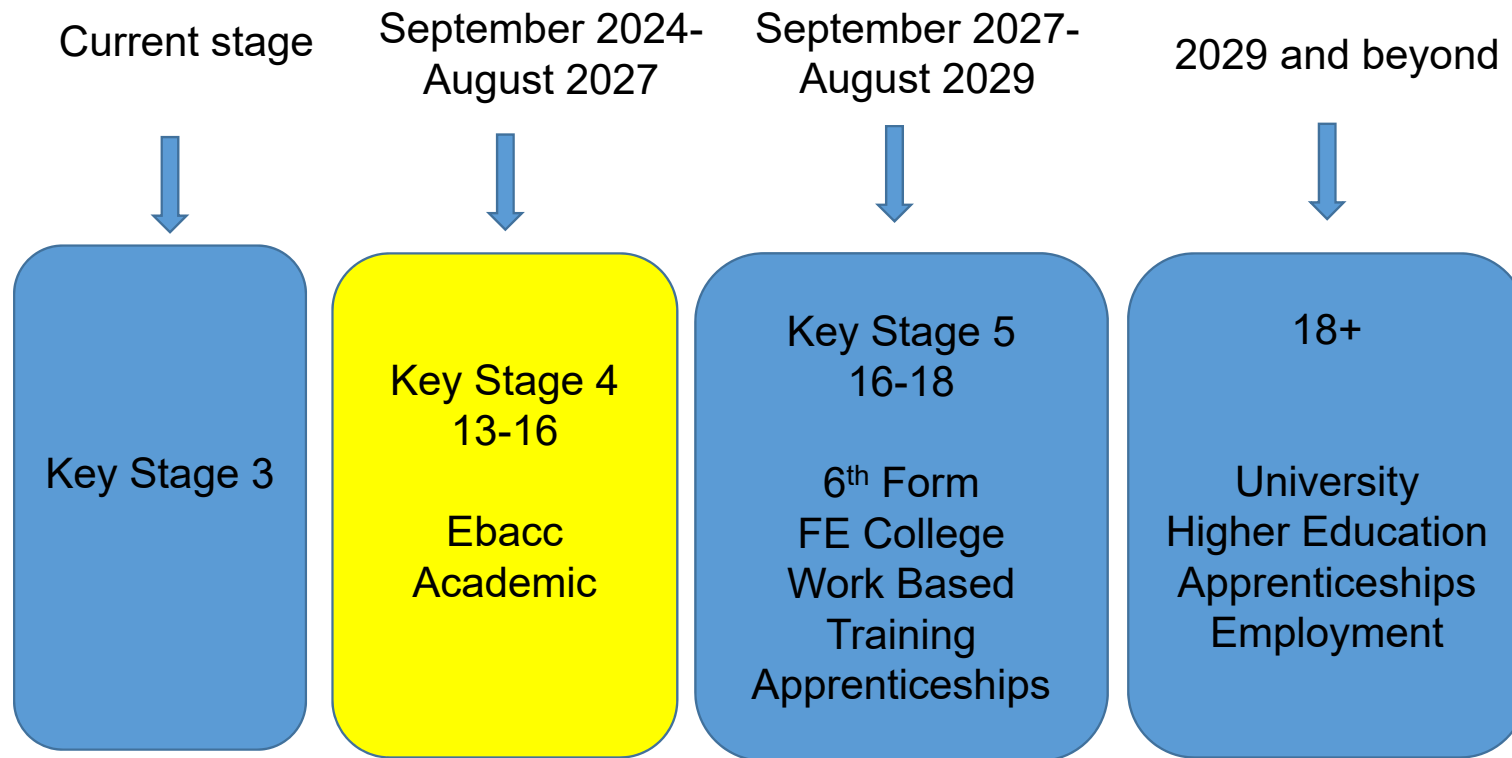 Current stage
September 2024-
August 2027
September 2027-
August 2029
2029 and beyond
Key Stage 3
Key Stage 4
13-16
Ebacc
Academic
Key Stage 5
16-18
6th Form
FE College
Work Based
Training
Apprenticeships
18+
University
Higher Education
Apprenticeships
Employment